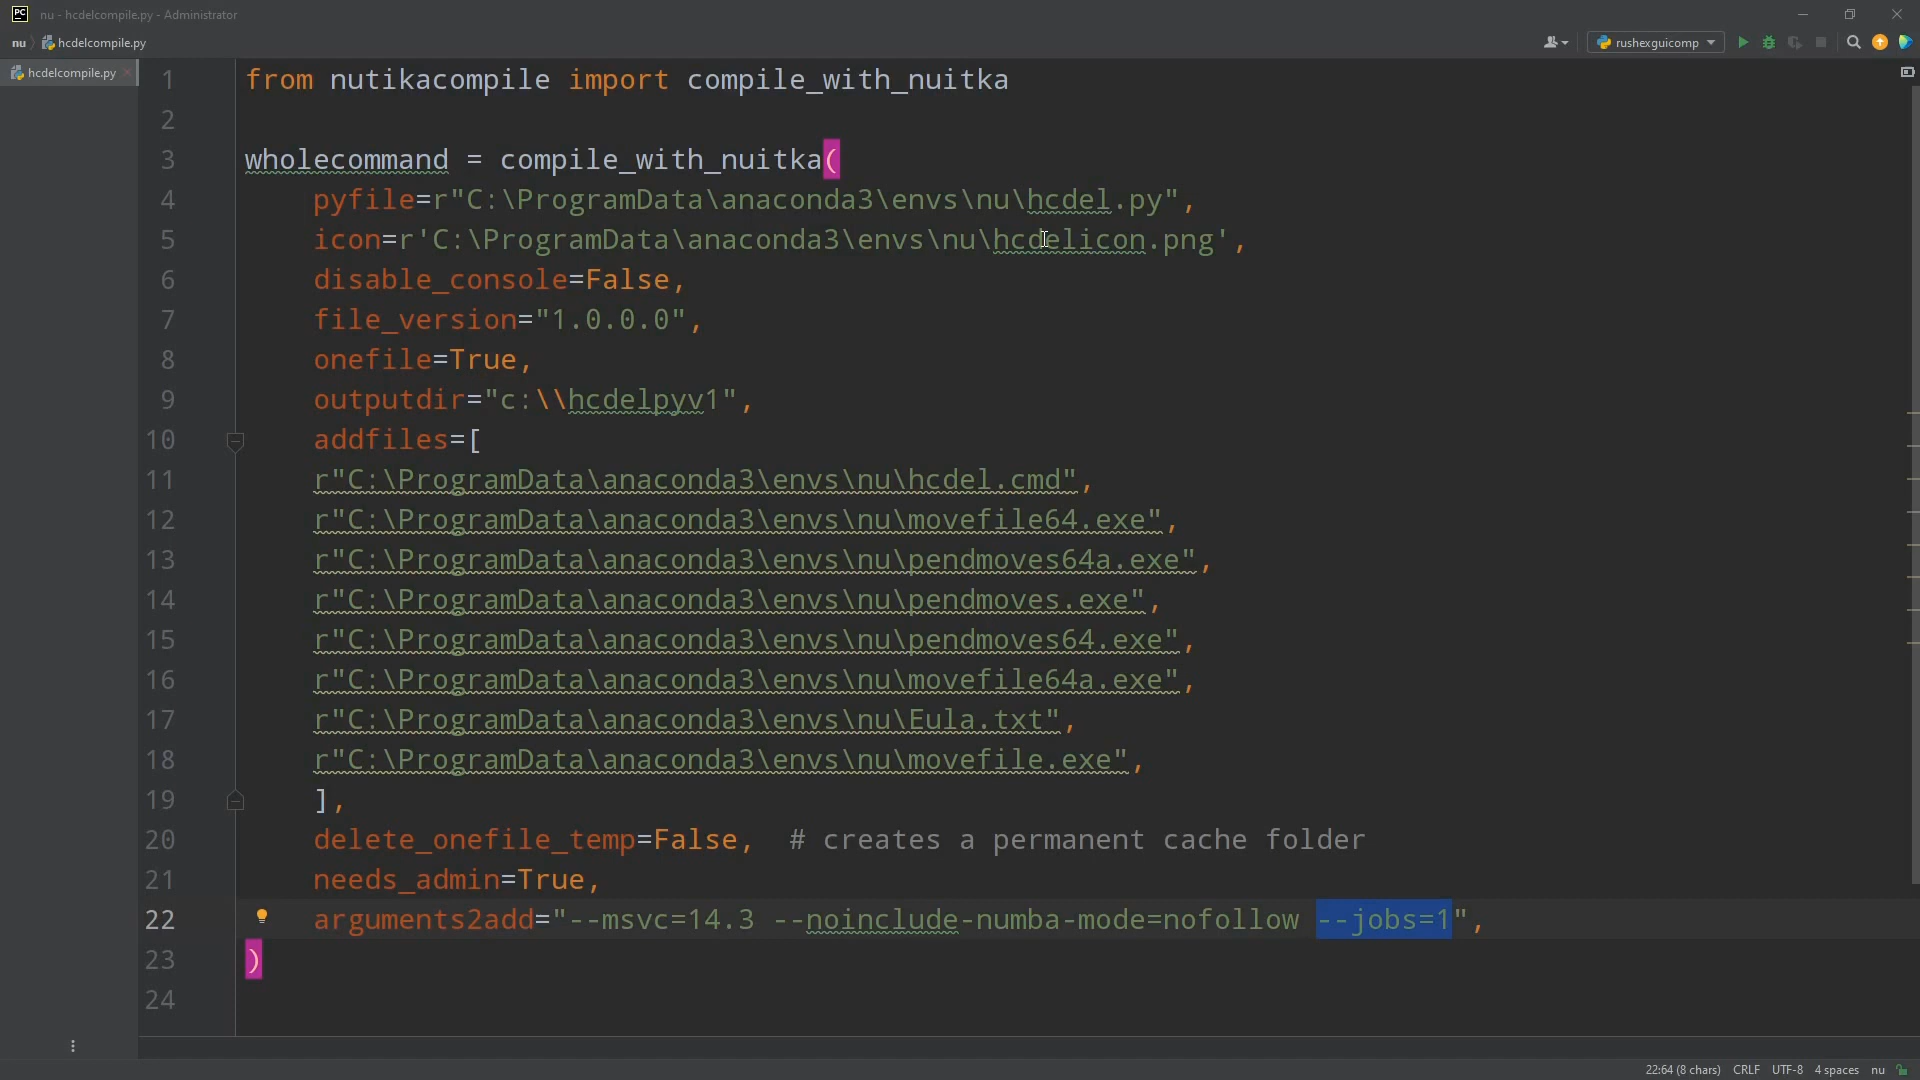 nu - hcdelcompile.py - Administrator
nu hcdelcompile.py rushexguicomp
hcdelcompile.py
1 from nutikacompile import compile_with_nuitka
2
3 wholecommand = compile_with_nuitka(
4 pyfile=r"C:\ProgramData\anaconda3\envs\nu\hcdel.py",
5 icon=r'C:\ProgramData\anaconda3\envs\nu\hcdelicon.png',
6 disable_console=False,
7 file_version="1.0.0.0",
8 onefile=True,
9 outputdir="c:\\hcdelpyv1",
10 addfiles=[
11 r"C:\ProgramData\anaconda3\envs\nu\hcdel.cmd",
12 r"C:\ProgramData\anaconda3\envs\nu\movefile64.exe",
13 r"C:\ProgramData\anaconda3\envs\nu\pendmoves64a.exe",
14 r"C:\ProgramData\anaconda3\envs\nu\pendmoves.exe",
15 r"C:\ProgramData\anaconda3\envs\nu\pendmoves64.exe",
16 r"C:\ProgramData\anaconda3\envs\nu\movefile64a.exe",
17 r"C:\ProgramData\anaconda3\envs\nu\Eula.txt",
18 r"C:\ProgramData\anaconda3\envs\nu\movefile.exe",
19 ],
20 delete_onefile_temp=False,  # creates a permanent cache folder
21 needs_admin=True,
22 arguments2add="--msvc=14.3 --noinclude-numba-mode=nofollow --jobs=1",
23 )
24
22:64 (8 chars) CRLF UTF-8 4 spaces nu